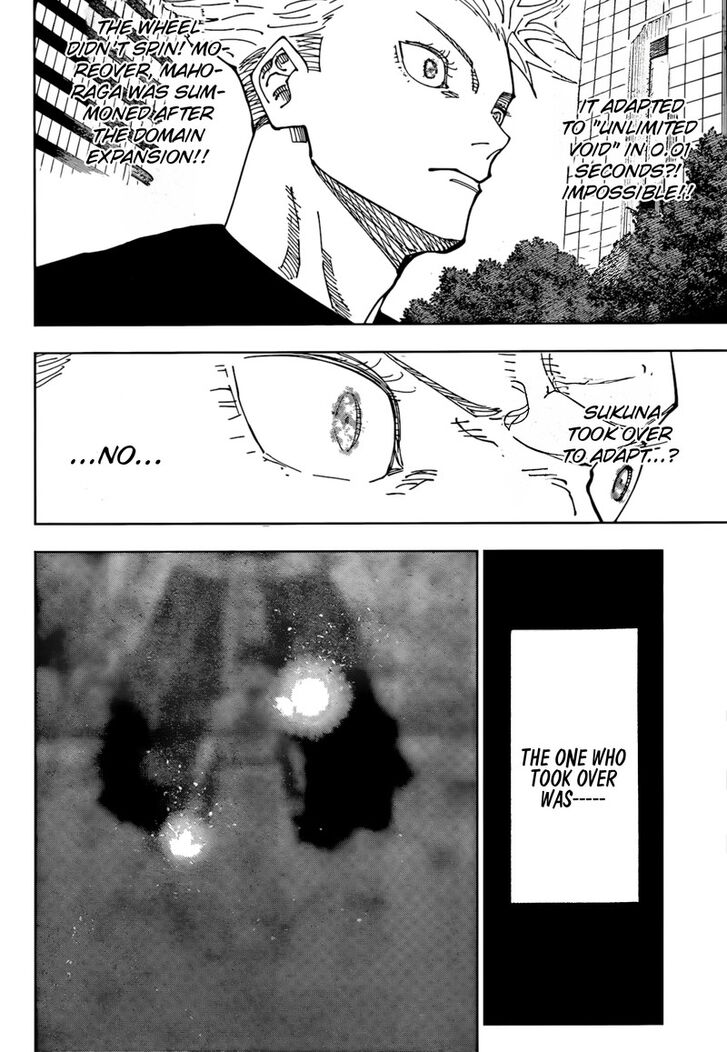 IT ADAPTED
TO "UNLIMITED
VOID" IN 0.01
SECONDS?!
IMPOSSIBLE!!
THE WHEEL
DIDN'T SPIN! MO-
REOVER, MAHO-
RAGA WAS SUM-
MONED AFTER
THE DOMAIN
EXPANSION!!
SUKUNA
TOOK OVER
TO ADAPT...?
...NO...
THE ONE WHO
TOOK OVER
WAS-----